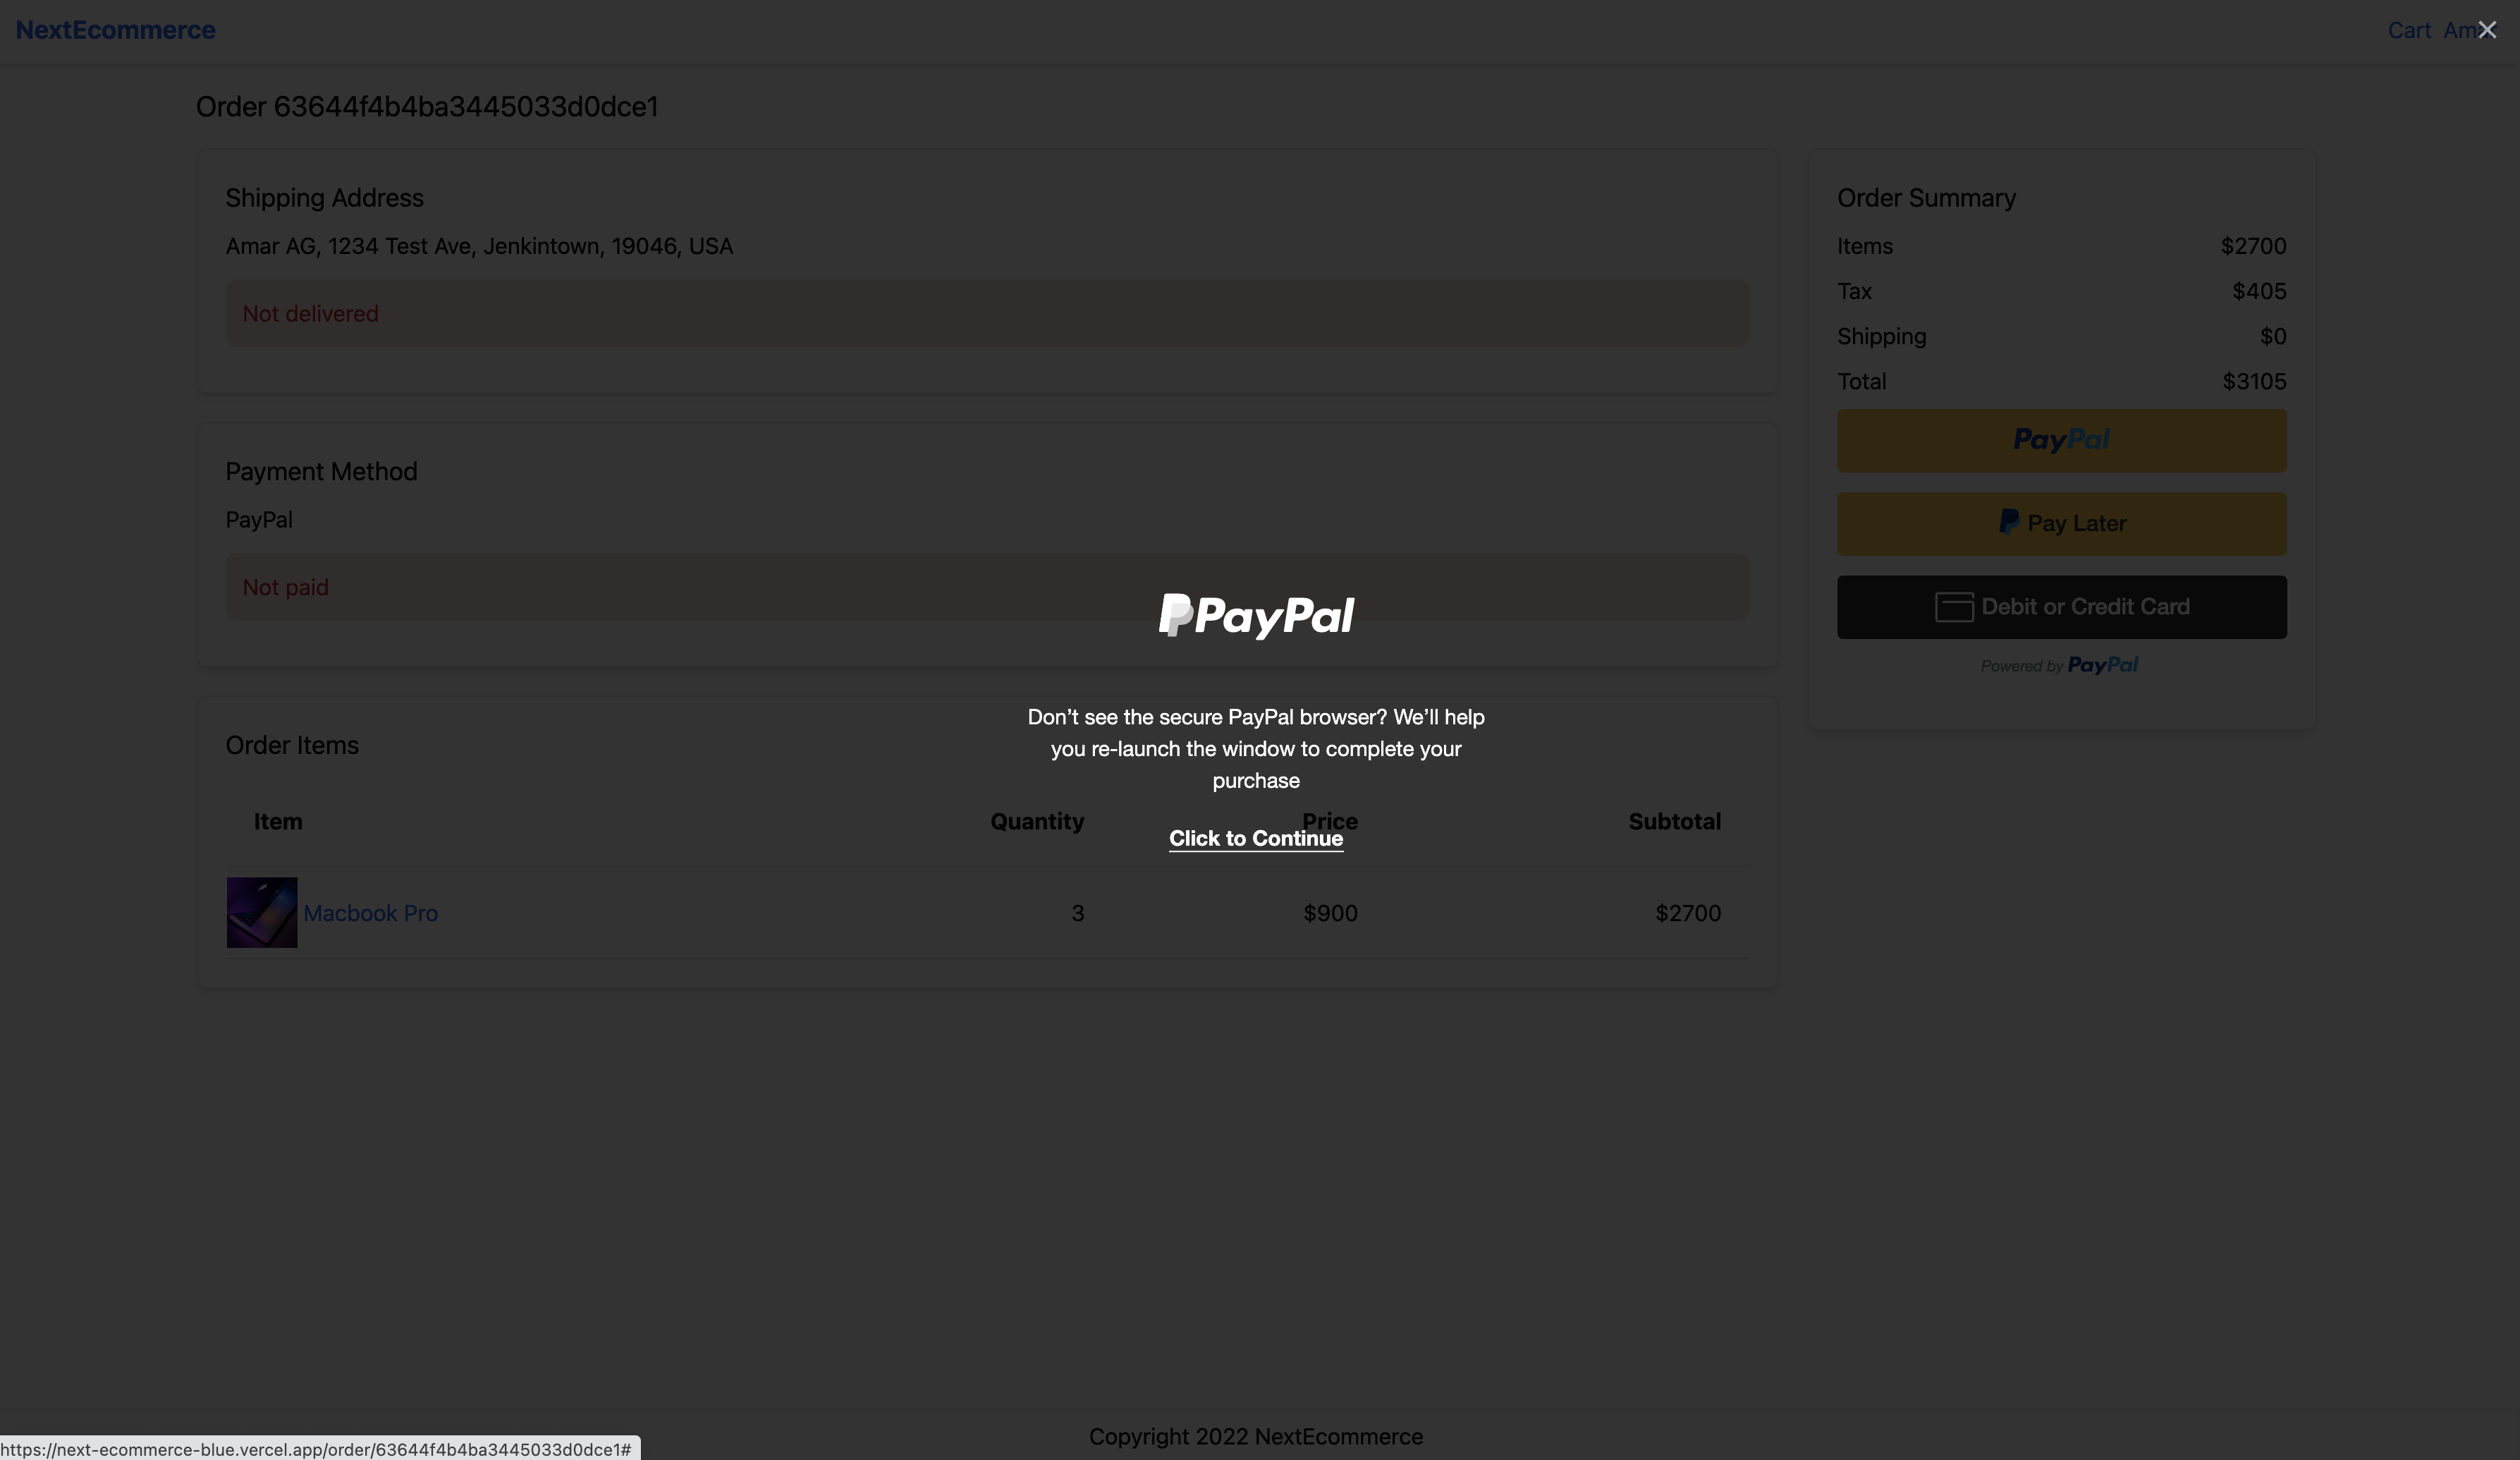 NextEcommerce
Cart
Order 63644f4b4ba3445033d0dce1
Shipping Address
Amar AG, 1234 Test Ave, Jenkintown, 19046, USA
Not delivered
Payment Method
PayPal
Not paid
PayPal
Don’t see the secure PayPal browser? We’ll help
you re-launch the window to complete your
purchase
Click to Continue
Order Items
Item Quantity Price Subtotal
Macbook Pro 3 $900 $2700
Order Summary
Items $2700
Tax $405
Shipping $0
Total $3105
PayPal
Pay Later
Debit or Credit Card
Powered by PayPal
Copyright 2022 NextEcommerce
https://next-ecommerce-blue.vercel.app/order/63644f4b4ba3445033d0dce1#